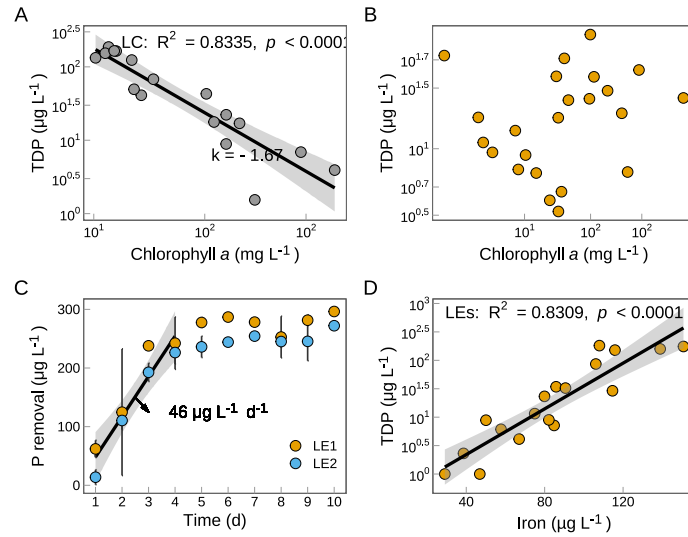 A
LC: R² = 0.8335, p < 0.0001
10^2.5
10^2
10^1.5
10^1
10^0.5
10^0
TDP (µg L⁻¹)
k = - 1.67
10^1
10^2
10^2
Chlorophyll a (mg L⁻¹)
B
10^1.7
10^1.5
10^1
10^0.7
10^0.5
TDP (µg L⁻¹)
10^1
10^2
10^2
Chlorophyll a (mg L⁻¹)
C
300
200
100
0
P removal (µg L⁻¹)
46 µg L⁻¹ d⁻¹
LE1
LE2
1 2 3 4 5 6 7 8 9 10
Time (d)
D
LEs: R² = 0.8309, p < 0.0001
10^3
10^2.5
10^2
10^1.5
10^1
10^0.5
10^0
TDP (µg L⁻¹)
40 80 120
Iron (µg L⁻¹)